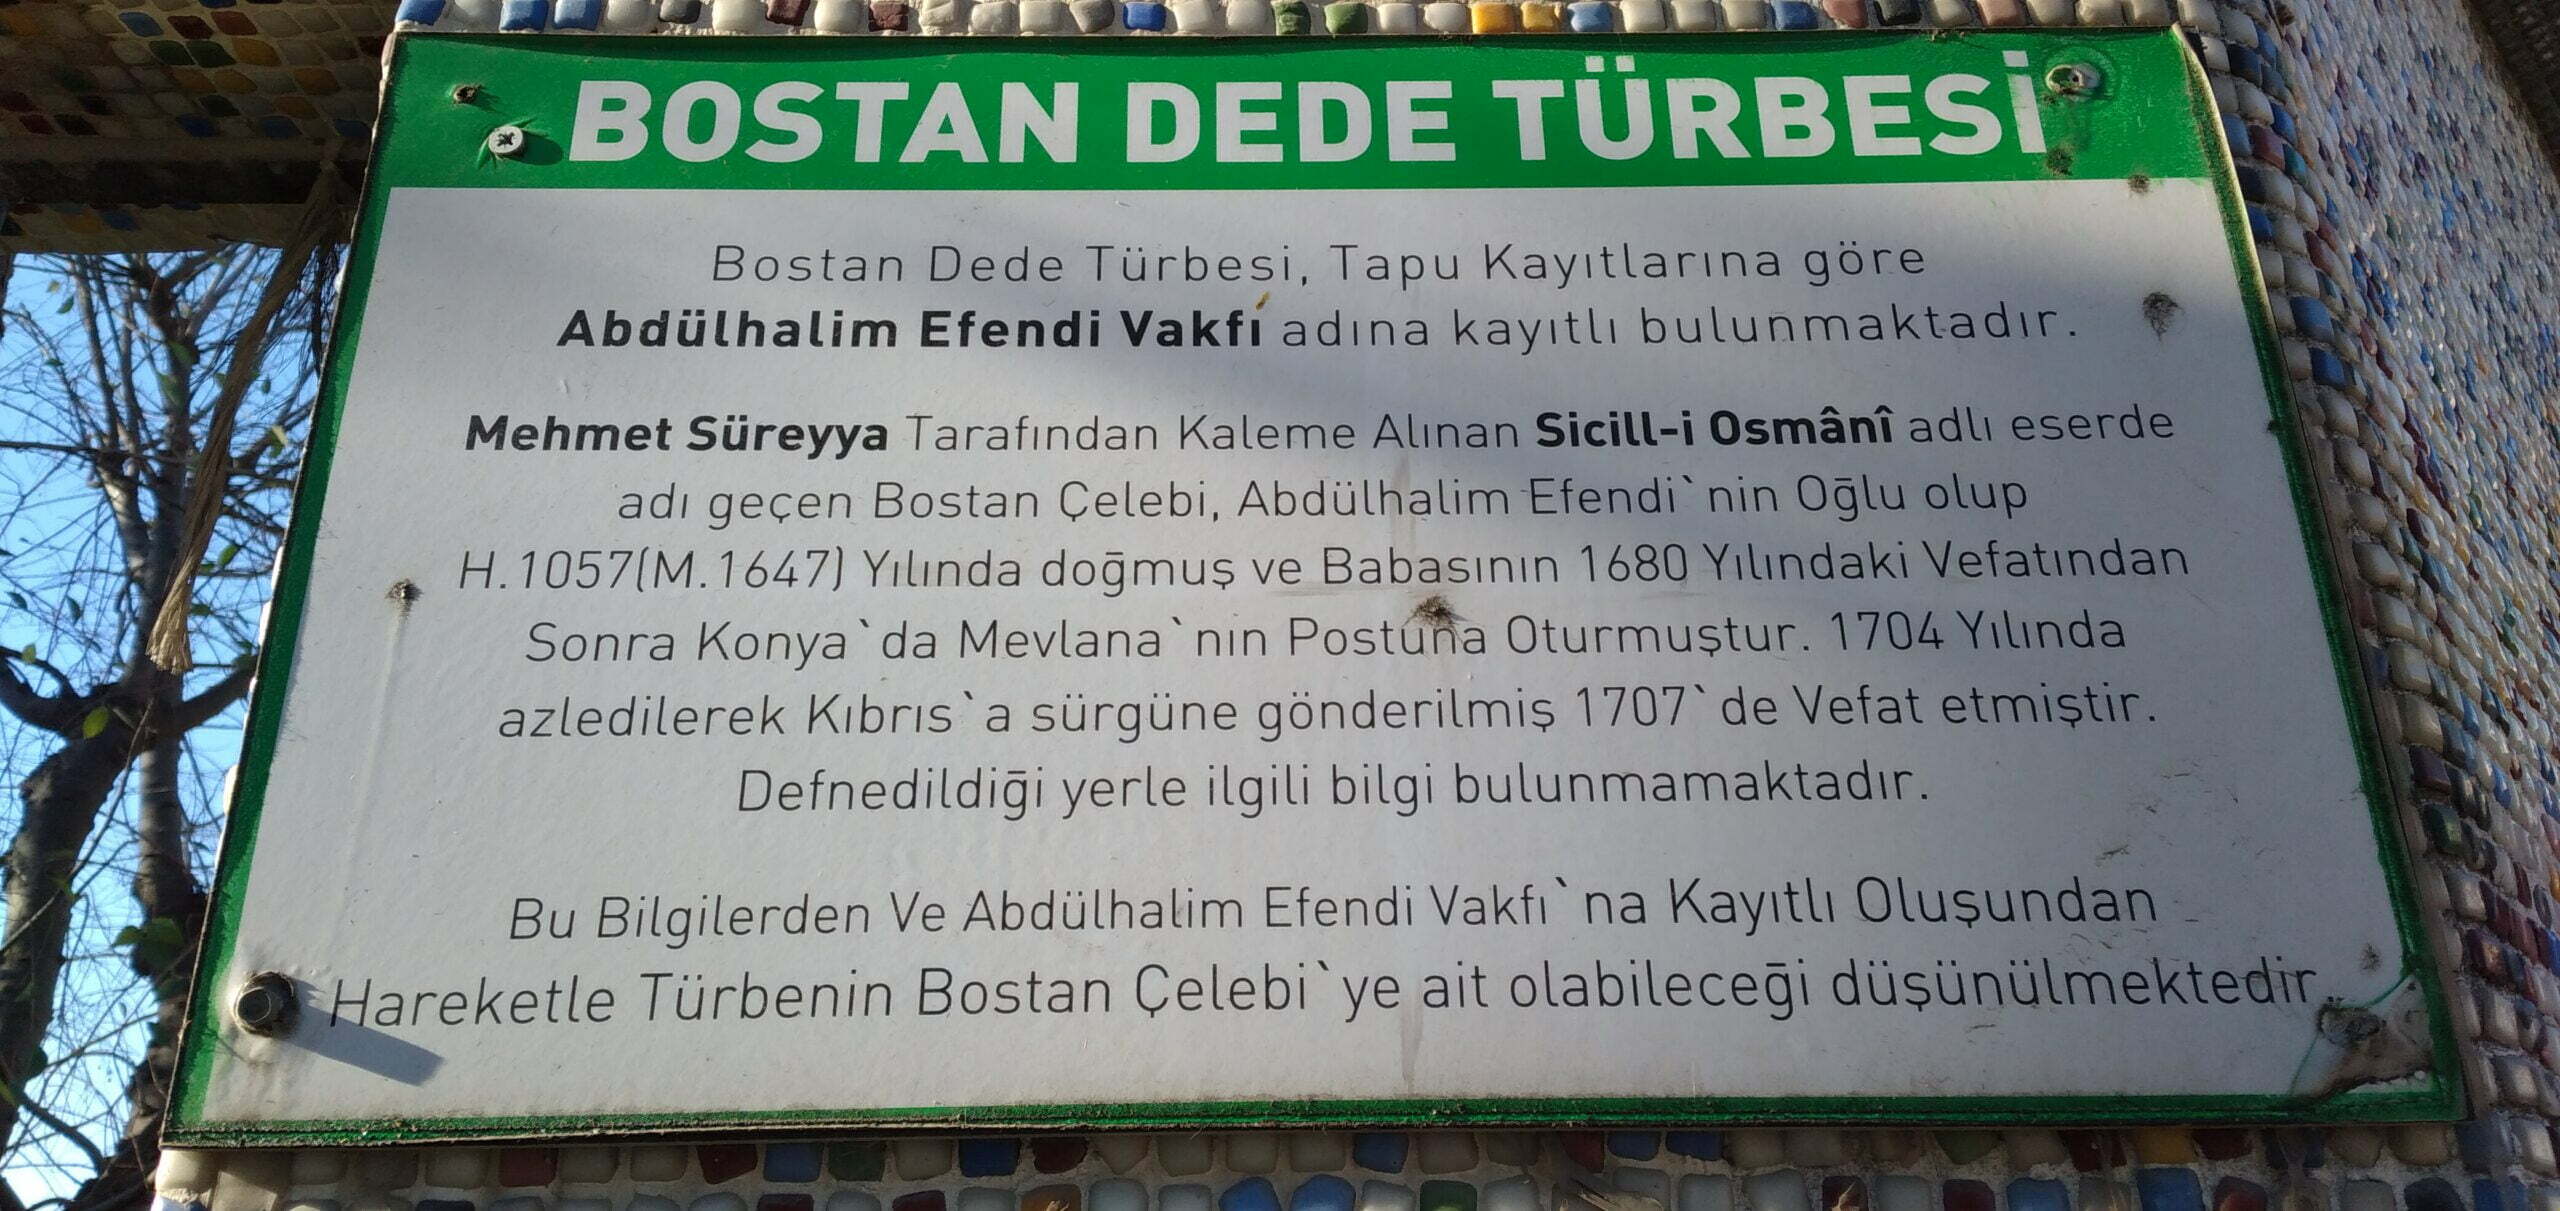 BOSTAN DEDE TÜRBESİ
Bostan Dede Türbesi, Tapu Kayıtlarına göre
Abdülhalim Efendi Vakfı adına kayıtlı bulunmaktadır.
Mehmet Süreyya Tarafından Kaleme Alınan Sicill-i Osmânî adlı eserde
adı geçen Bostan Çelebi, Abdülhalim Efendi`nin Oğlu olup
H.1057(M.1647) Yılında doğmuş ve Babasının 1680 Yılındaki Vefatından
Sonra Konya`da Mevlana`nın Postuna Oturmuştur. 1704 Yılında
azledilerek Kıbrıs`a sürgüne gönderilmiş 1707`de Vefat etmiştir.
Defnedildiği yerle ilgili bilgi bulunmamaktadır.
Bu Bilgilerden Ve Abdülhalim Efendi Vakfı`na Kayıtlı Oluşundan
Hareketle Türbenin Bostan Çelebi`ye ait olabileceği düşünülmektedir.